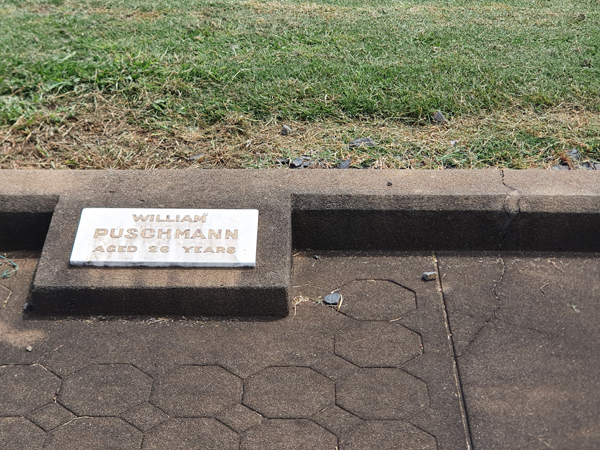 WILLIAM
PUSCHMANN
AGED 26 YEARS